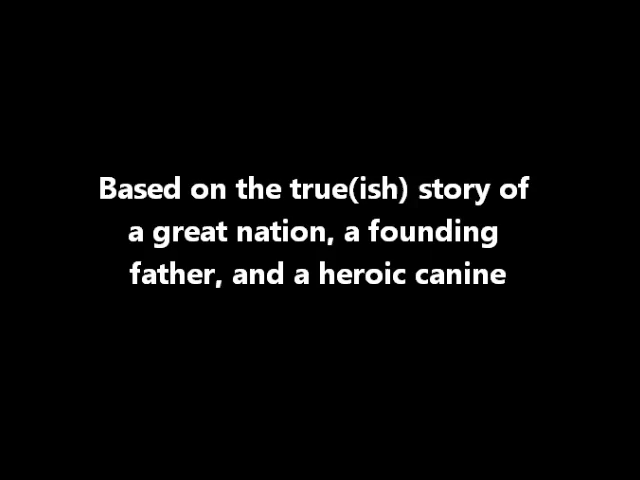 Based on the true(ish) story of
a great nation, a founding
father, and a heroic canine